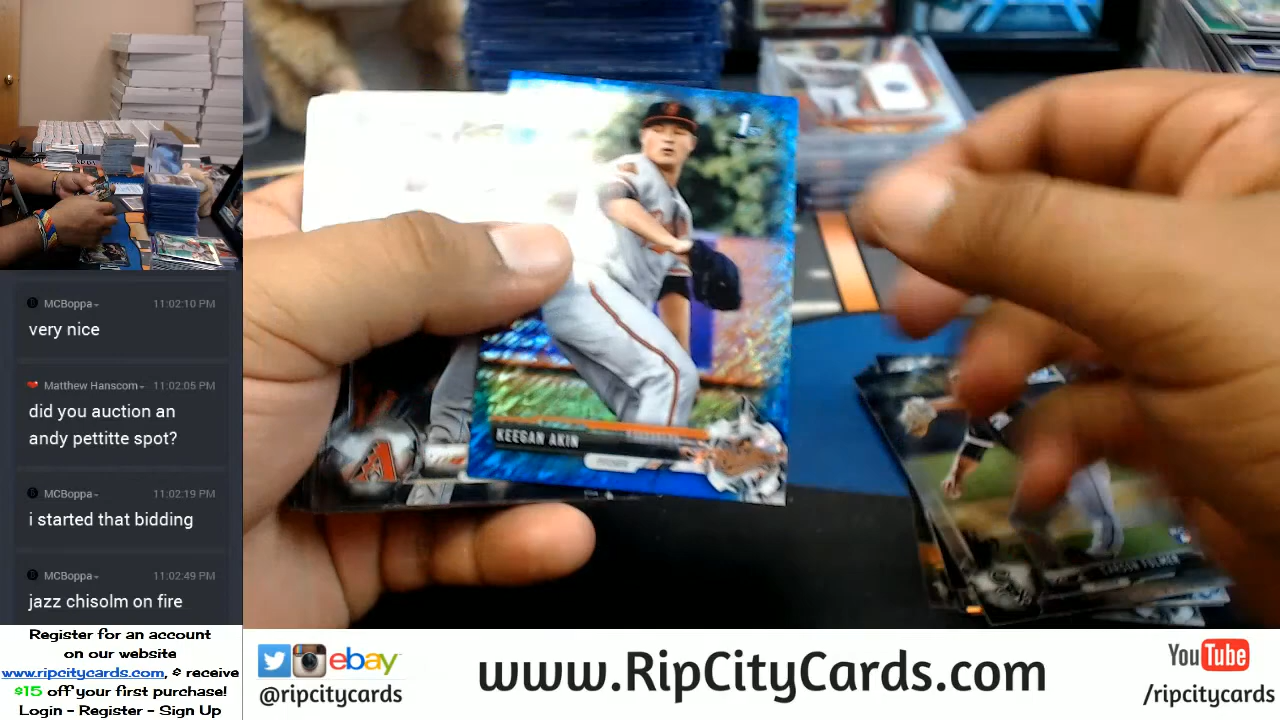 MCBoppa
11:02:10 PM
very nice
Matthew Hanscom
11:02:05 PM
did you auction an
andy pettitte spot?
MCBoppa
11:02:19 PM
i started that bidding
MCBoppa
11:02:49 PM
jazz chisolm on fire
Register for an account
on our website
www.ripcitycards.com, & receive
$15 off your first purchase!
Login - Register - Sign Up
1st
KEEGAN AKIN
CARSON FULMER
ebay
@ripcitycards
www.RipCityCards.com
YouTube
/ripcitycards